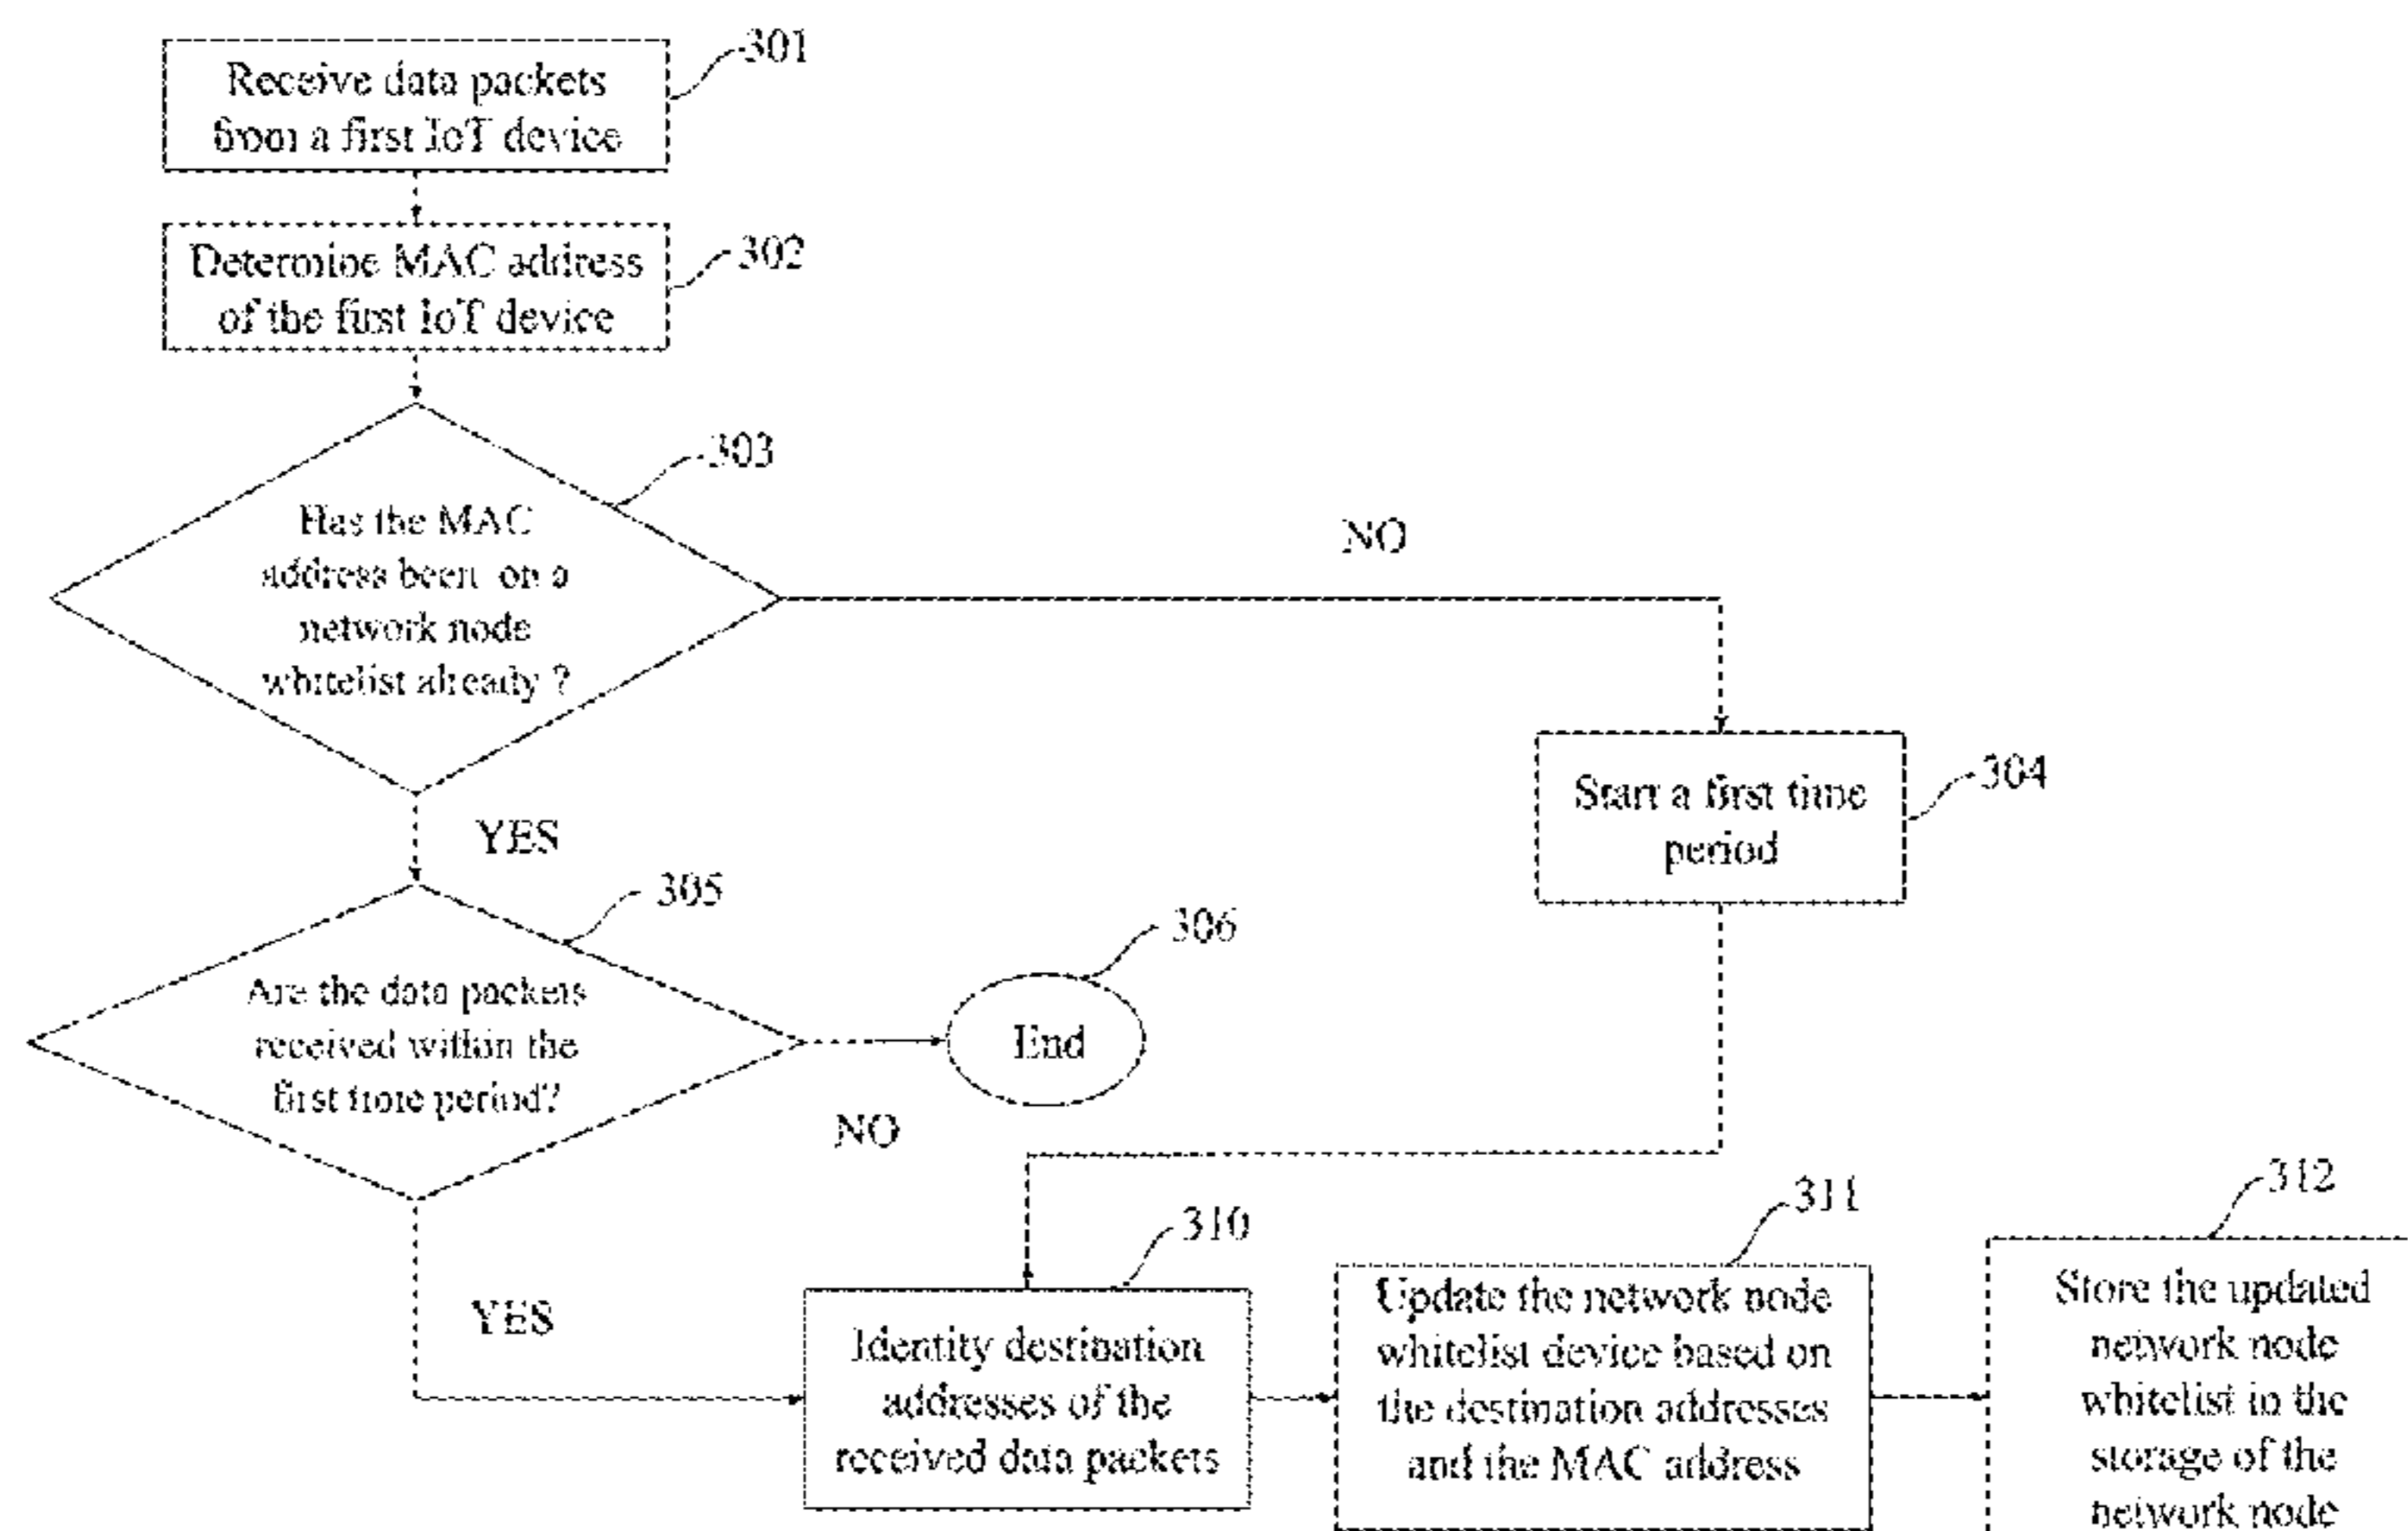 301
Receive data packets
from a first IoT device
302
Determine MAC address
of the first IoT device
303
Has the MAC
address been on a
network node
whitelist already ?
NO
304
Start a first time
period
YES
305
Are the data packets
received within the
first time period?
306
End
NO
YES
310
Identity destination
addresses of the
received data packets
311
Update the network node
whitelist device based on
the destination addresses
and the MAC address
312
Store the updated
network node
whitelist in the
storage of the
network node